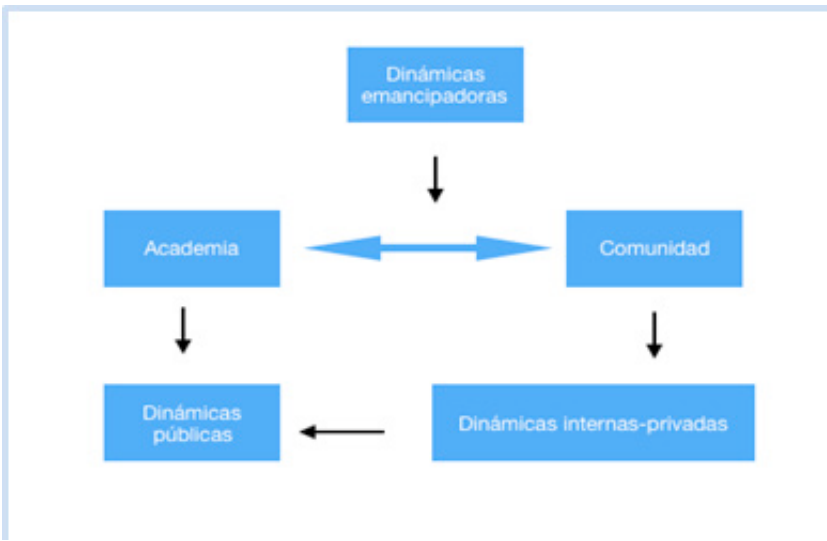 Dinámicas
emancipadoras
Academia
Comunidad
Dinámicas
públicas
Dinámicas internas-privadas